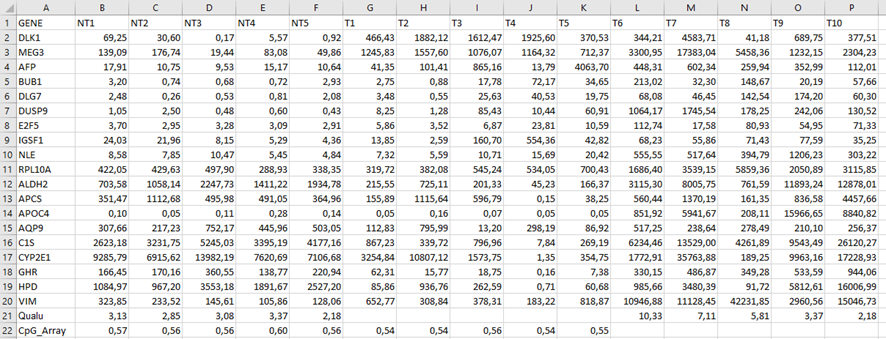 A B C D E F G H I J K L M N O P
1 GENE NT1 NT2 NT3 NT4 NT5 T1 T2 T3 T4 T5 T6 T7 T8 T9 T10
2 DLK1 69,25 30,60 0,17 5,57 0,92 466,43 1882,12 1612,47 1925,60 370,53 344,21 4583,71 41,18 689,75 377,51
3 MEG3 139,09 176,74 19,44 83,08 49,86 1245,83 1557,60 1076,07 1164,32 712,37 3300,95 17383,04 5458,36 1232,15 2304,23
4 AFP 17,91 10,75 9,53 15,17 10,64 41,35 101,41 865,16 13,79 4063,70 448,31 602,34 259,94 352,99 112,01
5 BUB1 3,20 0,74 0,68 0,72 2,93 2,75 0,88 17,78 72,17 34,65 213,02 32,30 148,67 20,19 57,66
6 DLG7 2,48 0,26 0,53 0,81 2,08 3,48 0,55 25,63 40,53 19,75 68,08 46,45 142,54 174,20 60,30
7 DUSP9 1,05 2,50 0,48 0,60 0,43 8,25 1,28 85,43 10,44 60,91 1064,17 1745,54 178,25 242,06 130,52
8 E2F5 3,70 2,95 3,28 3,09 2,91 5,86 3,52 6,87 23,81 10,59 112,74 17,58 80,93 54,95 71,33
9 IGSF1 24,03 21,96 8,15 5,29 4,36 13,85 2,59 160,70 554,36 42,82 68,23 55,86 71,43 77,59 35,25
10 NLE 8,58 7,85 10,47 5,45 4,84 7,32 5,59 10,71 15,69 20,42 555,55 517,64 394,79 1206,23 303,22
11 RPL10A 422,05 429,63 497,90 288,93 338,35 319,72 382,08 545,24 534,05 700,43 1686,40 3539,15 5859,36 2050,89 3115,85
12 ALDH2 703,58 1058,14 2247,73 1411,22 1934,78 215,55 725,11 201,33 45,23 166,37 3115,30 8005,75 761,59 11893,24 12878,01
13 APCS 351,47 1112,68 495,98 491,05 364,96 155,89 1115,64 596,79 0,15 38,25 560,44 1370,19 161,35 836,58 4457,66
14 APOC4 0,10 0,05 0,11 0,28 0,14 0,05 0,16 0,07 0,05 0,05 851,92 5941,67 208,11 15966,65 8840,82
15 AQP9 307,66 217,23 752,17 445,96 503,05 112,83 795,99 13,20 298,19 86,92 517,25 238,64 278,49 210,10 256,37
16 C1S 2623,18 3231,75 5245,03 3395,19 4177,16 867,23 339,72 796,96 7,84 269,19 6234,46 13529,00 4261,89 9543,49 26120,27
17 CYP2E1 9285,79 6915,62 13982,19 7620,69 7106,68 3254,84 10807,12 1573,75 1,35 354,75 1772,91 35763,88 189,25 9963,16 17228,93
18 GHR 166,45 170,16 360,55 138,77 220,94 62,31 15,77 18,75 0,16 7,38 330,15 486,87 349,28 533,59 944,06
19 HPD 1084,97 967,20 3553,18 1891,67 2527,20 85,86 936,76 262,59 0,71 60,68 985,66 3480,39 91,72 5812,61 16006,99
20 VIM 323,85 233,52 145,61 105,86 128,06 652,77 308,84 378,31 183,22 818,87 10946,88 11128,45 42231,85 2960,56 15046,73
21 Qualu 3,13 2,85 3,08 3,37 2,18 10,33 7,11 5,81 3,37 2,18
22 CpG_Array 0,57 0,56 0,56 0,60 0,56 0,54 0,54 0,56 0,54 0,55